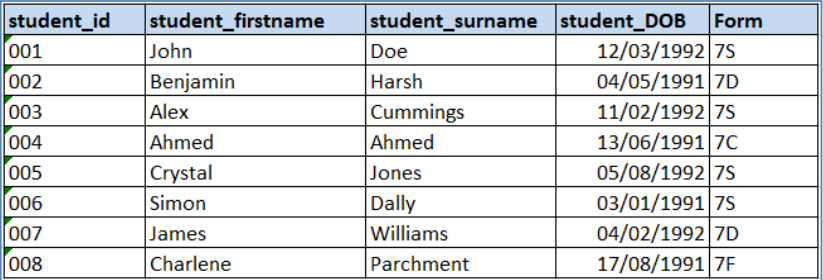 student_id student_firstname student_surname student_DOB Form
001 John Doe 12/03/1992 7S
002 Benjamin Harsh 04/05/1991 7D
003 Alex Cummings 11/02/1992 7S
004 Ahmed Ahmed 13/06/1991 7C
005 Crystal Jones 05/08/1992 7S
006 Simon Dally 03/01/1991 7S
007 James Williams 04/02/1992 7D
008 Charlene Parchment 17/08/1991 7F